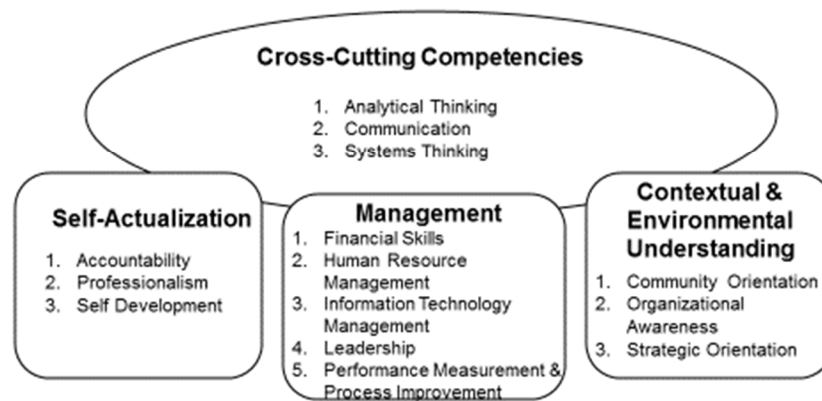 Cross-Cutting Competencies
1. Analytical Thinking
2. Communication
3. Systems Thinking
Self-Actualization
1. Accountability
2. Professionalism
3. Self Development
Management
1. Financial Skills
2. Human Resource
Management
3. Information Technology
Management
4. Leadership
5. Performance Measurement &
Process Improvement
Contextual &
Environmental
Understanding
1. Community Orientation
2. Organizational
Awareness
3. Strategic Orientation